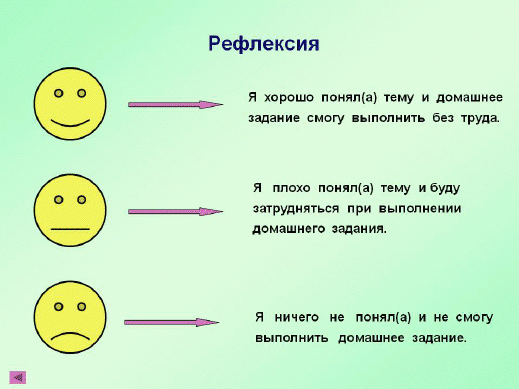 Рефлексия
Я хорошо понял(а) тему и домашнее
задание смогу выполнить без труда.
Я плохо понял(а) тему и буду
затрудняться при выполнении
домашнего задания.
Я ничего не понял(а) и не смогу
выполнить домашнее задание.